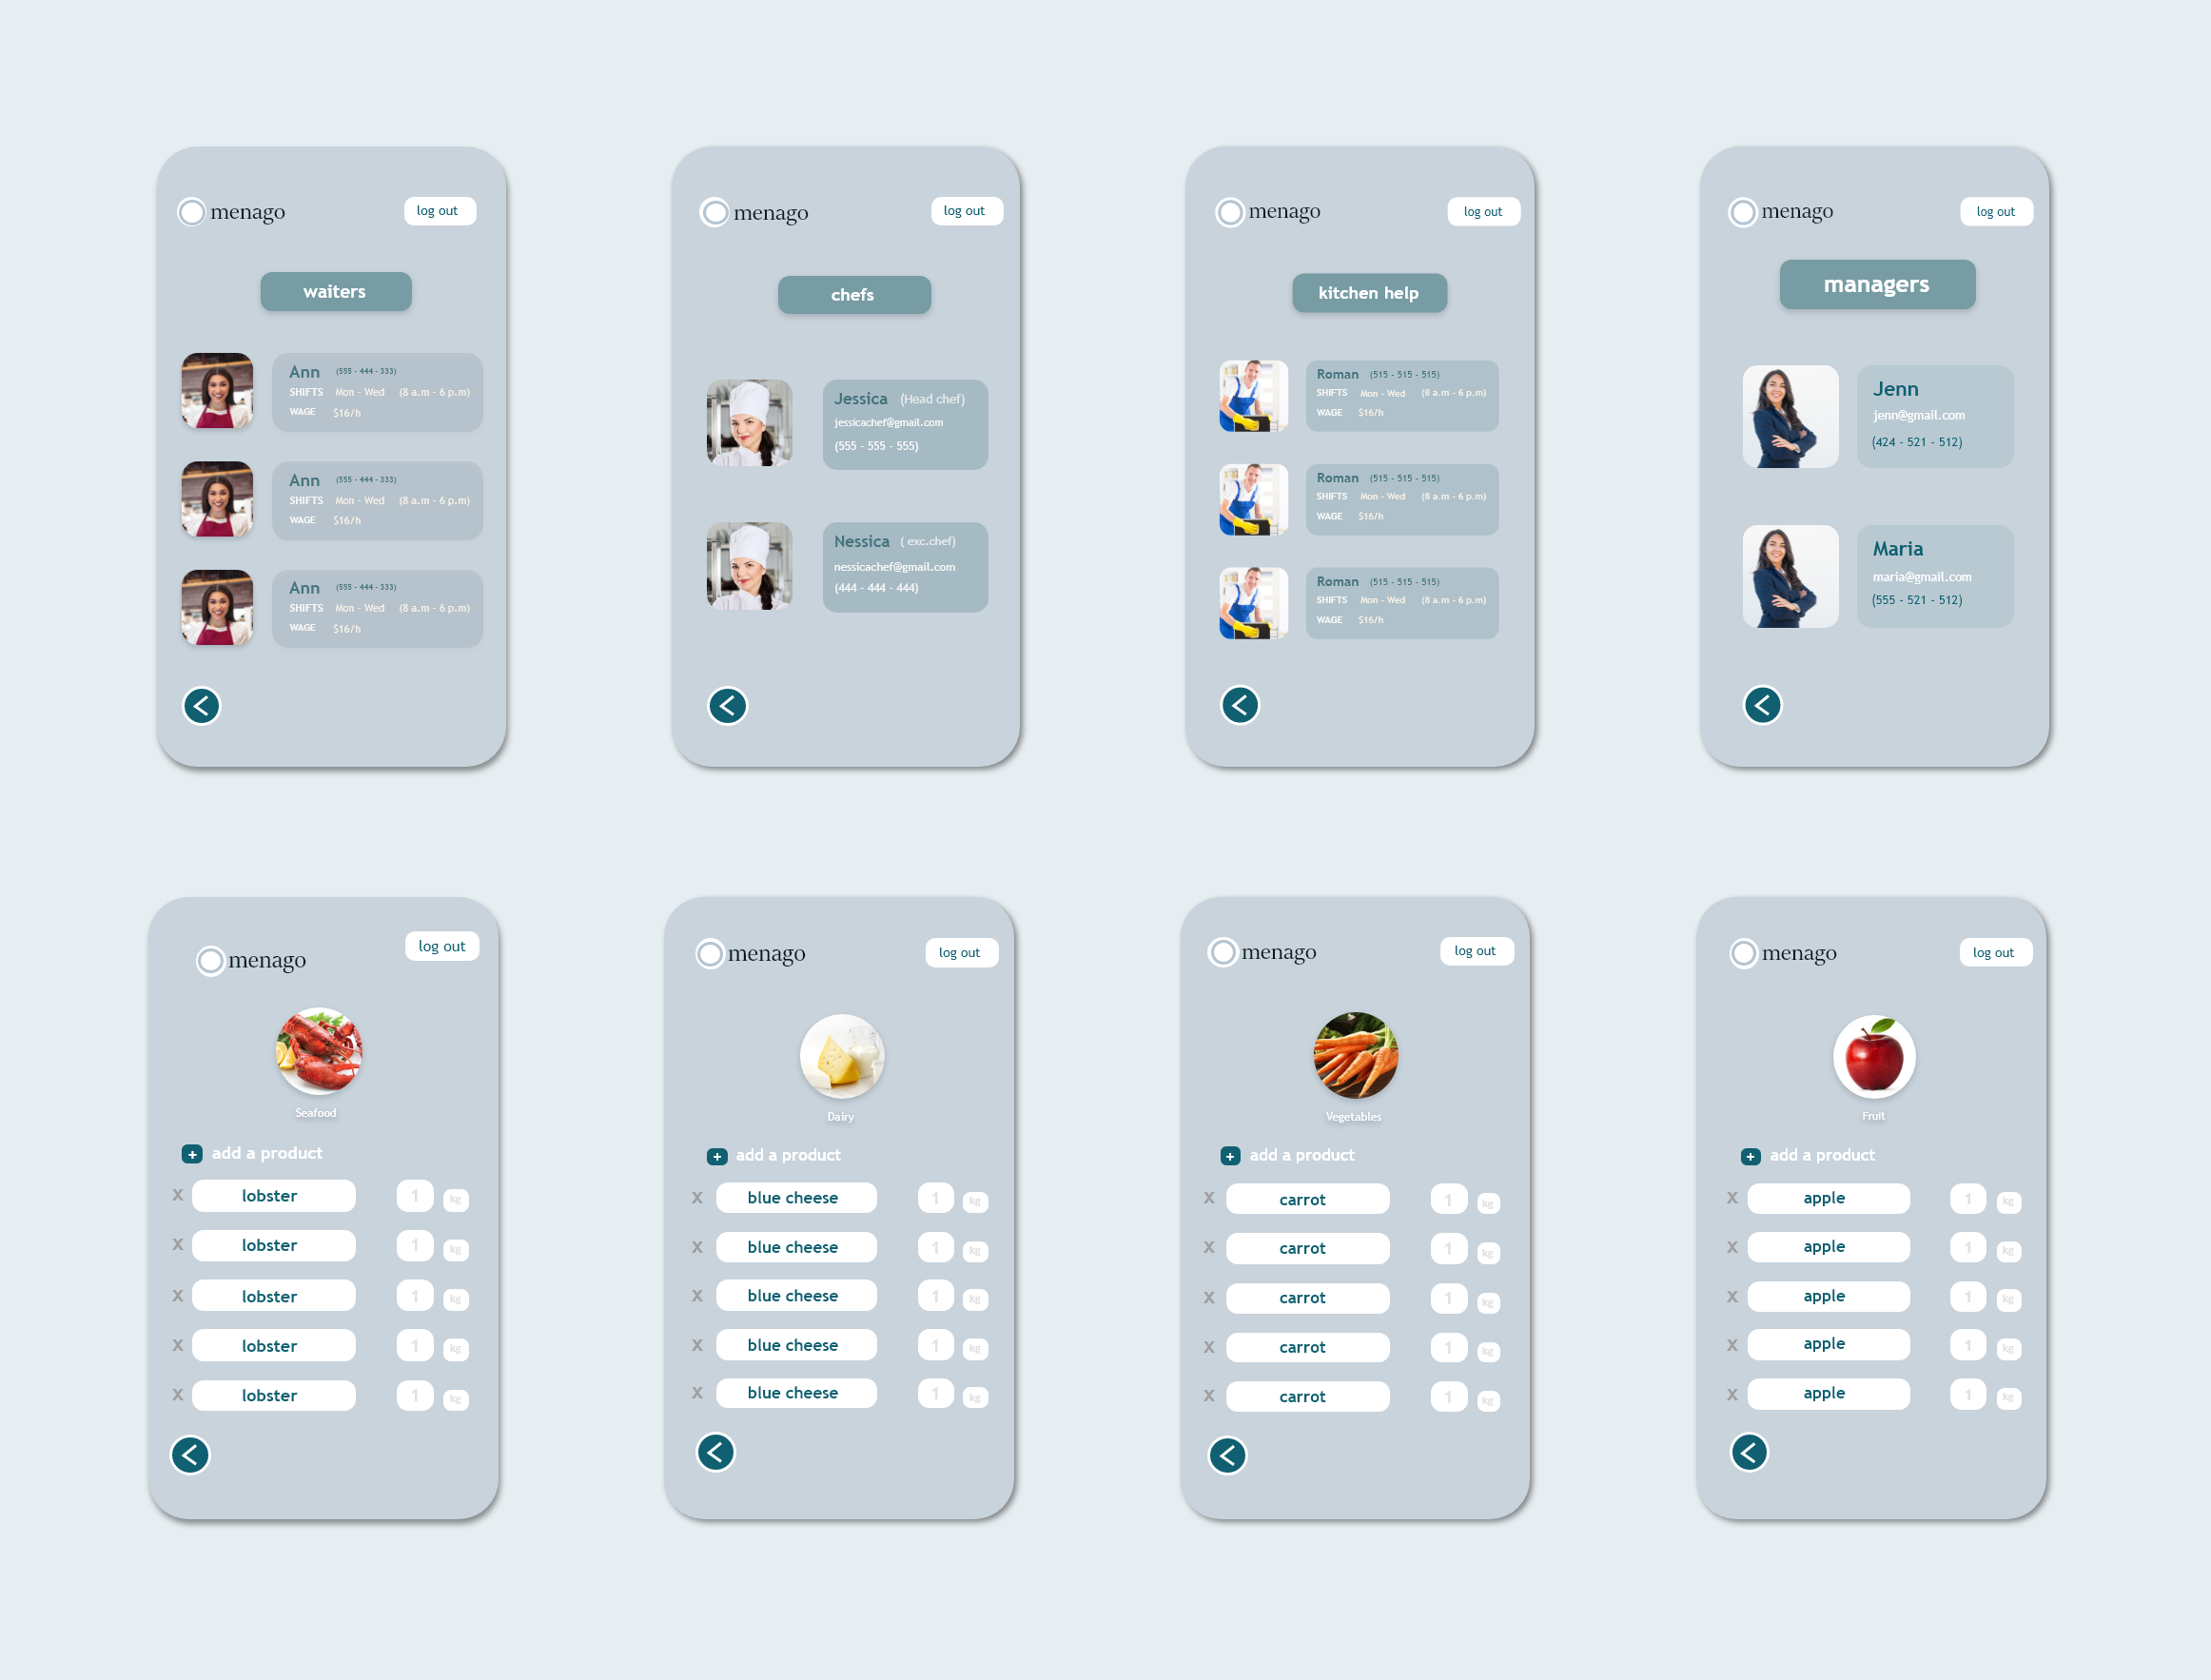 menago
log out
waiters
Ann (555 - 444 - 333)
SHIFTS Mon - Wed (8 a.m - 6 p.m)
WAGE $16/h
Ann (555 - 444 - 333)
SHIFTS Mon - Wed (8 a.m - 6 p.m)
WAGE $16/h
Ann (555 - 444 - 333)
SHIFTS Mon - Wed (8 a.m - 6 p.m)
WAGE $16/h
<
menago
log out
chefs
Jessica (Head chef)
jessicachef@gmail.com
(555 - 555 - 555)
Nessica ( exc.chef)
nessicachef@gmail.com
(444 - 444 - 444)
<
menago
log out
kitchen help
Roman (515 - 515 - 515)
SHIFTS Mon - Wed (8 a.m - 6 p.m)
WAGE $16/h
Roman (515 - 515 - 515)
SHIFTS Mon - Wed (8 a.m - 6 p.m)
WAGE $16/h
Roman (515 - 515 - 515)
SHIFTS Mon - Wed (8 a.m - 6 p.m)
WAGE $16/h
<
menago
log out
managers
Jenn
jenn@gmail.com
(424 - 521 - 512)
Maria
maria@gmail.com
(555 - 521 - 512)
<
menago
log out
Seafood
+ add a product
X lobster 1 kg
X lobster 1 kg
X lobster 1 kg
X lobster 1 kg
X lobster 1 kg
<
menago
log out
Dairy
+ add a product
X blue cheese 1 kg
X blue cheese 1 kg
X blue cheese 1 kg
X blue cheese 1 kg
X blue cheese 1 kg
<
menago
log out
Vegetables
+ add a product
X carrot 1 kg
X carrot 1 kg
X carrot 1 kg
X carrot 1 kg
X carrot 1 kg
<
menago
log out
Fruit
+ add a product
X apple 1 kg
X apple 1 kg
X apple 1 kg
X apple 1 kg
X apple 1 kg
<